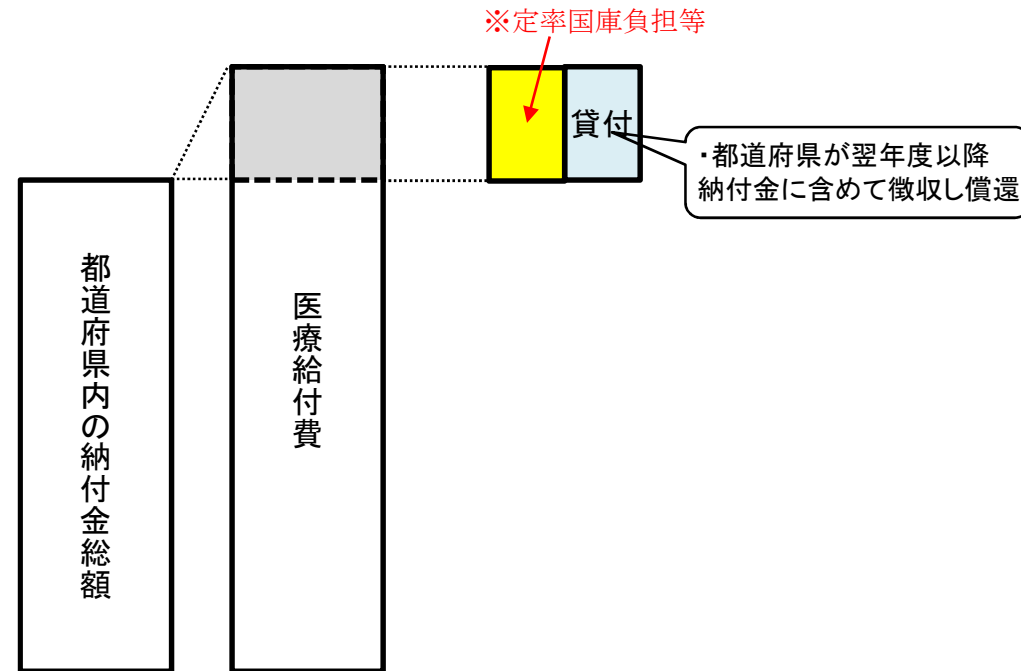 ※定率国庫負担等
貸付
・都道府県が翌年度以降
納付金に含めて徴収し償還
都道府県内の納付金総額
医療給付費